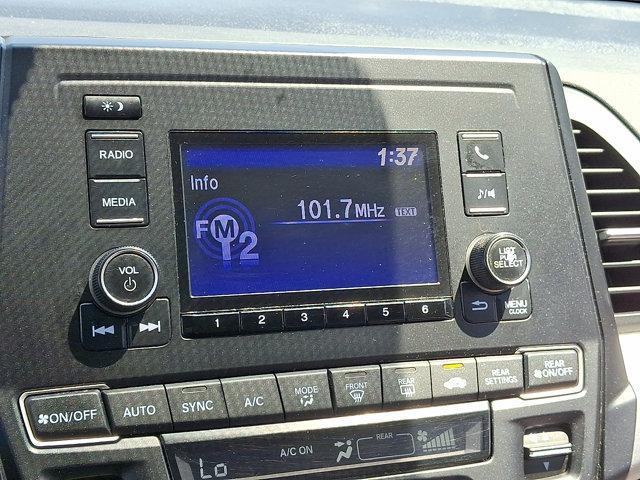 RADIO
MEDIA
VOL
1:37
Info
101.7MHz TEXT
FM2
LIST
PUSH
SELECT
MENU
CLOCK
1 2 3 4 5 6
ON/OFF AUTO SYNC A/C MODE FRONT REAR REAR SETTINGS REAR ON/OFF
Lo A/C ON REAR